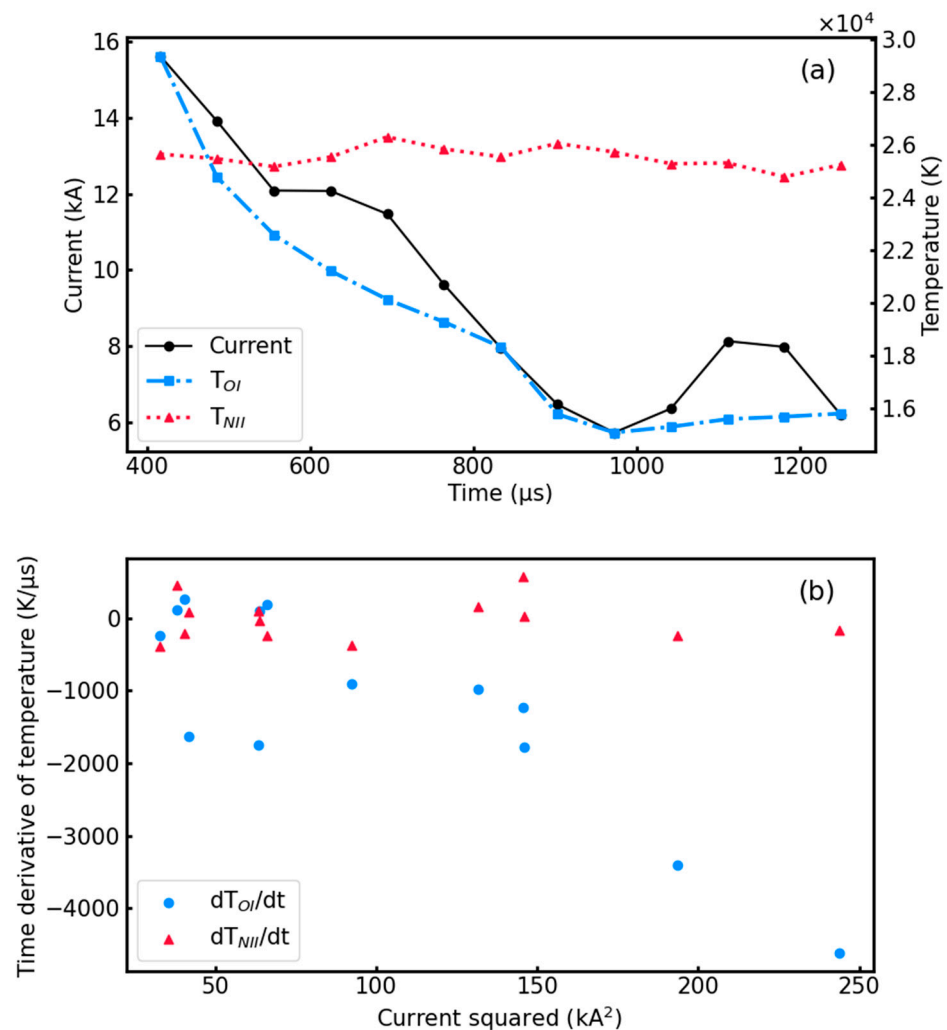 ×10⁴
(a)
16
14
12
10
8
6
Current (kA)
3.0
2.8
2.6
2.4
2.2
2.0
1.8
1.6
Temperature (K)
Current
T_OI
T_NII
400 600 800 1000 1200
Time (µs)
(b)
0
−1000
−2000
−3000
−4000
Time derivative of temperature (K/µs)
dT_OI/dt
dT_NII/dt
50 100 150 200 250
Current squared (kA²)